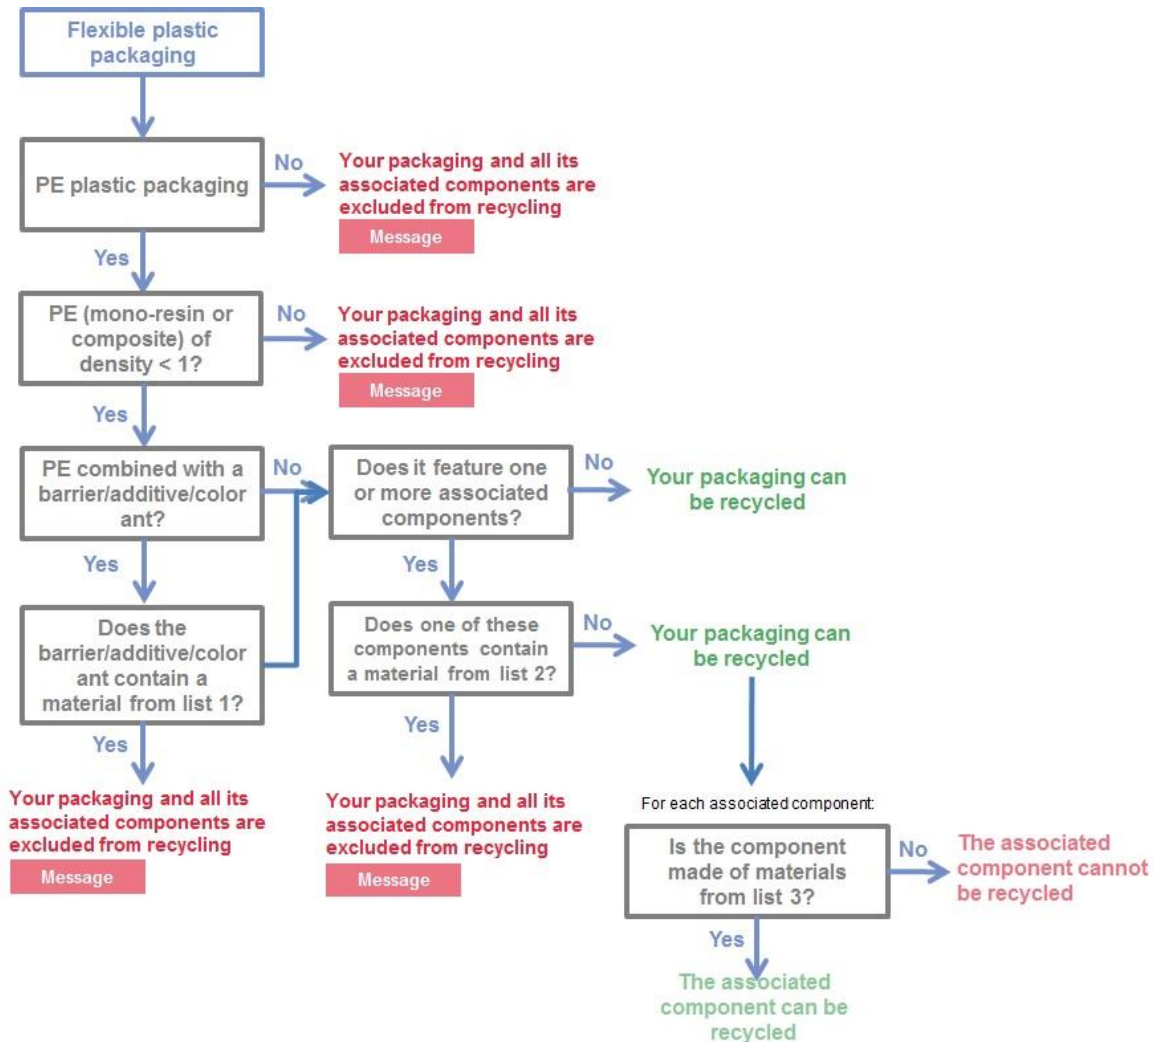 Flexible plastic
packaging
PE plastic packaging
No
Your packaging and all its
associated components are
excluded from recycling
Message
Yes
PE (mono-resin or
composite) of
density < 1?
No
Your packaging and all its
associated components are
excluded from recycling
Message
Yes
PE combined with a
barrier/additive/color
ant?
No
Does it feature one
or more associated
components?
No
Your packaging can
be recycled
Yes
Yes
Does the
barrier/additive/color
ant contain a
material from list 1?
Does one of these
components contain
a material from list 2?
No
Your packaging can
be recycled
Yes
Yes
Your packaging and all its
associated components are
excluded from recycling
Message
Your packaging and all its
associated components are
excluded from recycling
Message
For each associated component:
Is the component
made of materials
from list 3?
No
The associated
component cannot
be recycled
Yes
The associated
component can be
recycled